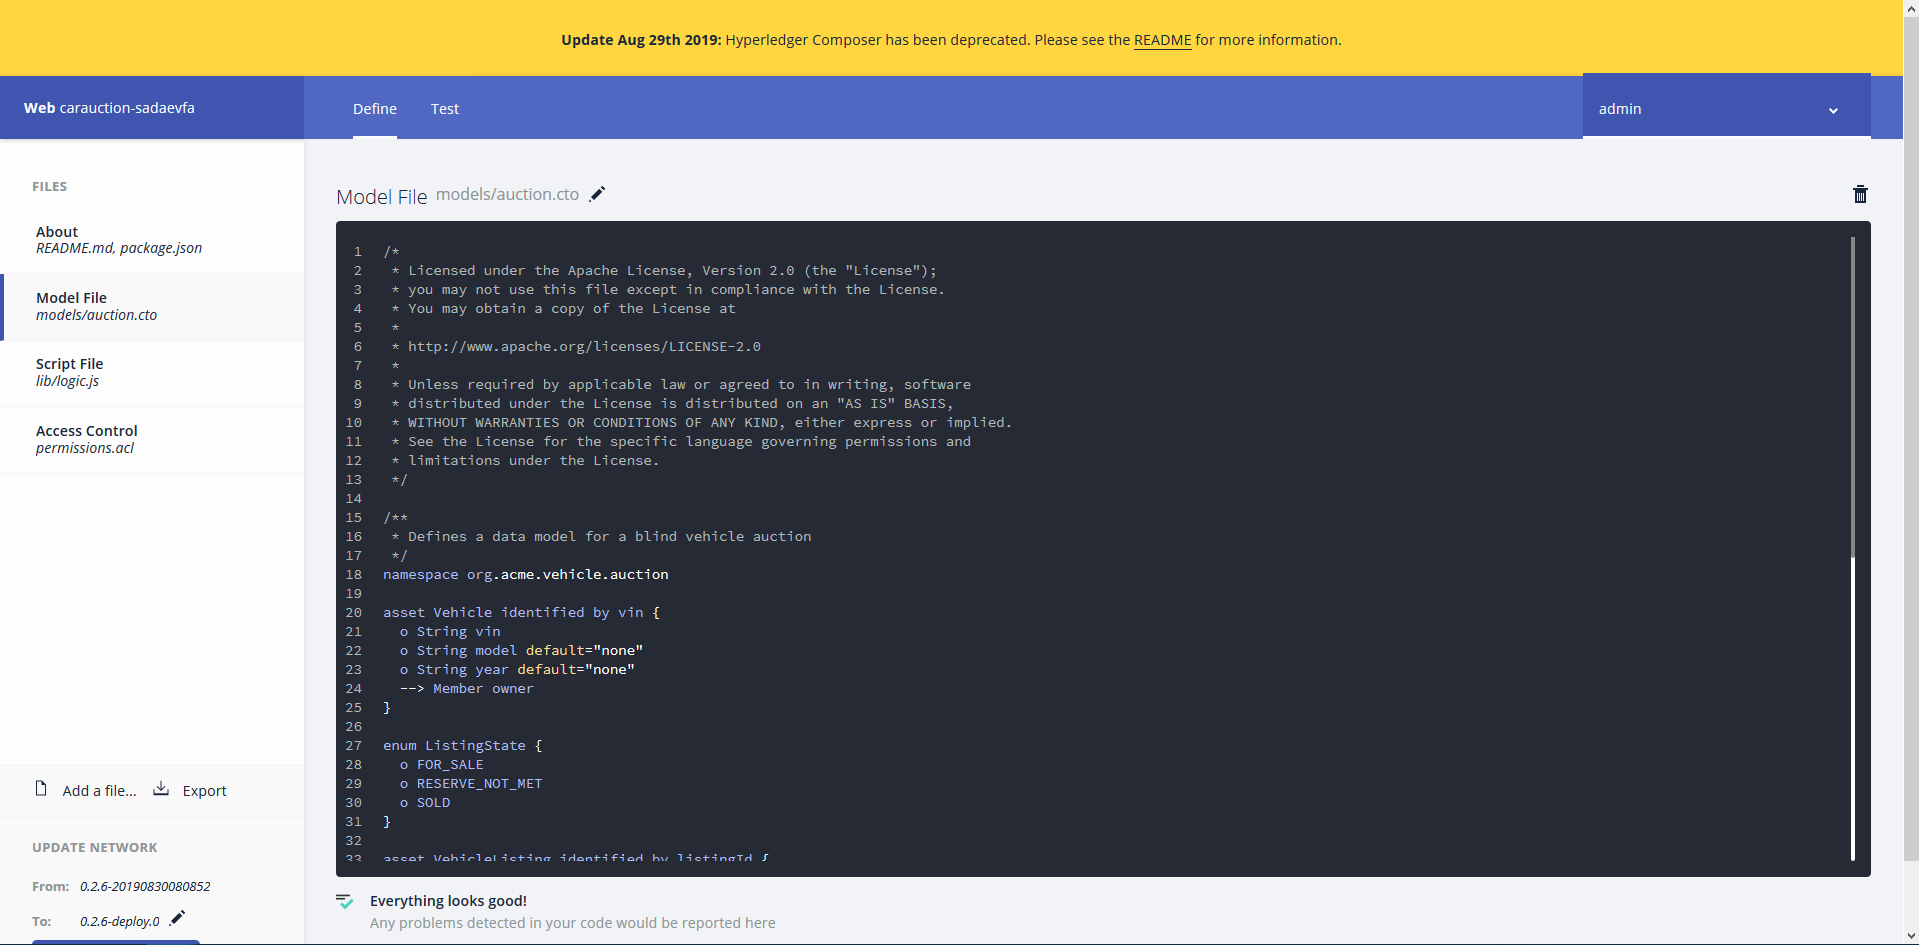 Update Aug 29th 2019: Hyperledger Composer has been deprecated. Please see the README for more information.
Web carauction-sadaevfa
Define
Test
admin
FILES
About
README.md, package.json
Model File
models/auction.cto
Script File
lib/logic.js
Access Control
permissions.acl
Add a file...
Export
UPDATE NETWORK
From: 0.2.6-20190830080852
To: 0.2.6-deploy.0
Model File models/auction.cto
1 /*
2 * Licensed under the Apache License, Version 2.0 (the "License");
3 * you may not use this file except in compliance with the License.
4 * You may obtain a copy of the License at
5 *
6 * http://www.apache.org/licenses/LICENSE-2.0
7 *
8 * Unless required by applicable law or agreed to in writing, software
9 * distributed under the License is distributed on an "AS IS" BASIS,
10 * WITHOUT WARRANTIES OR CONDITIONS OF ANY KIND, either express or implied.
11 * See the License for the specific language governing permissions and
12 * limitations under the License.
13 */
14
15 /**
16 * Defines a data model for a blind vehicle auction
17 */
18 namespace org.acme.vehicle.auction
19
20 asset Vehicle identified by vin {
21 o String vin
22 o String model default="none"
23 o String year default="none"
24 --> Member owner
25 }
26
27 enum ListingState {
28 o FOR_SALE
29 o RESERVE_NOT_MET
30 o SOLD
31 }
32
33 asset VehicleListing identified by listingId {
Everything looks good!
Any problems detected in your code would be reported here